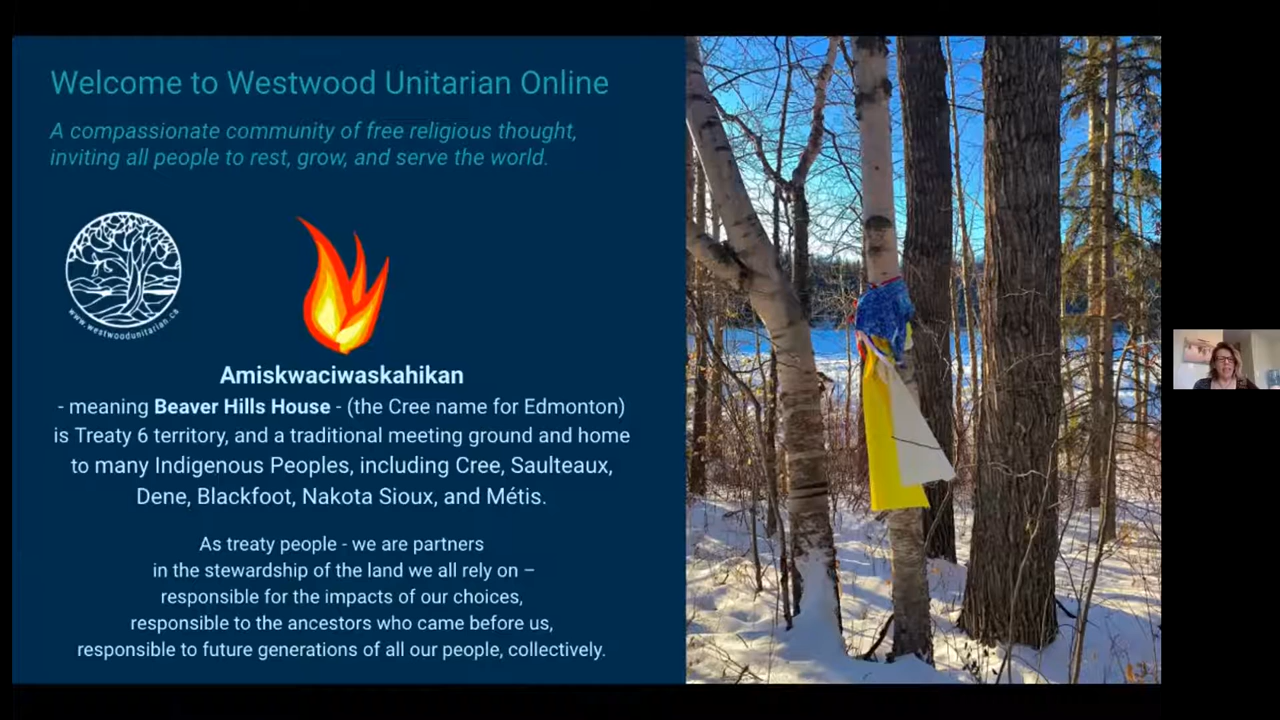 Welcome to Westwood Unitarian Online
A compassionate community of free religious thought,
inviting all people to rest, grow, and serve the world.
www.westwoodunitarian.ca
Amiskwaciwaskahikan
- meaning Beaver Hills House - (the Cree name for Edmonton)
is Treaty 6 territory, and a traditional meeting ground and home
to many Indigenous Peoples, including Cree, Saulteaux,
Dene, Blackfoot, Nakota Sioux, and Métis.
As treaty people - we are partners
in the stewardship of the land we all rely on –
responsible for the impacts of our choices,
responsible to the ancestors who came before us,
responsible to future generations of all our people, collectively.